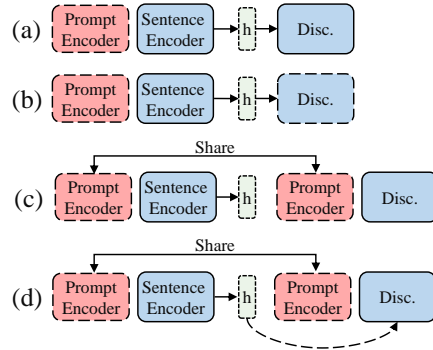 (a) Prompt Encoder Sentence Encoder h Disc.
(b) Prompt Encoder Sentence Encoder h Disc.
Share
(c) Prompt Encoder Sentence Encoder h Prompt Encoder Disc.
Share
(d) Prompt Encoder Sentence Encoder h Prompt Encoder Disc.